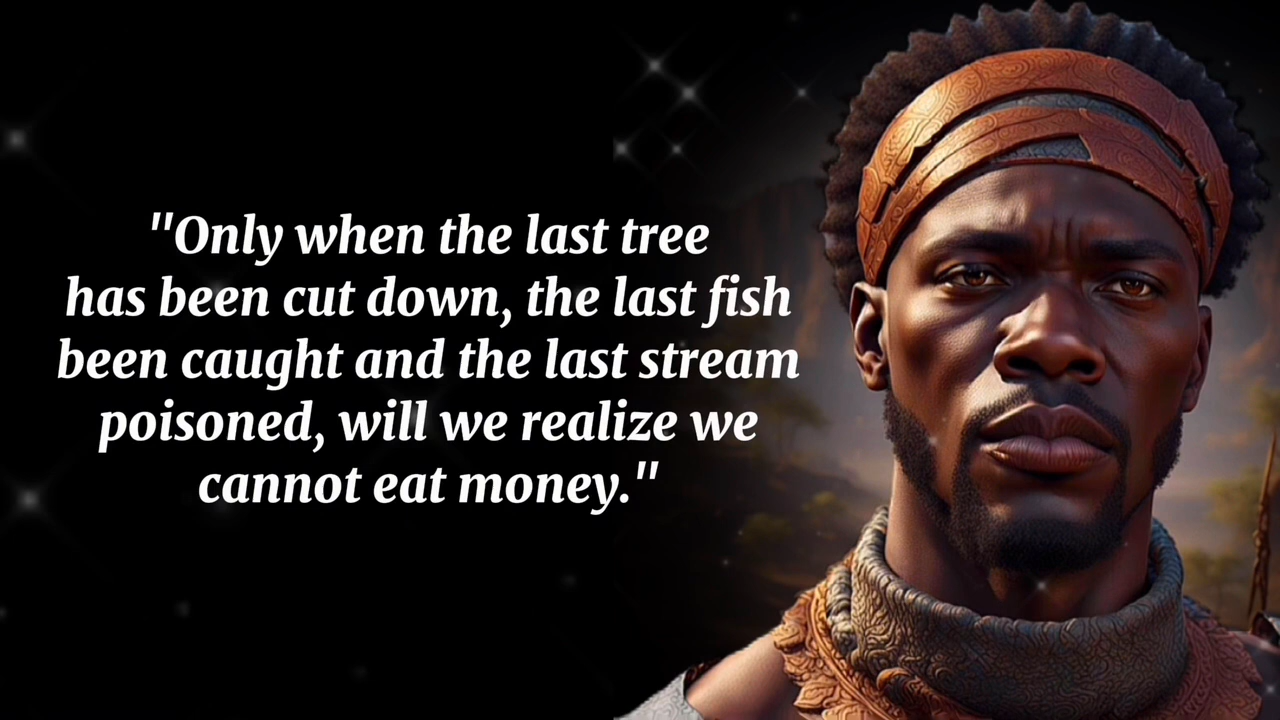 "Only when the last tree
has been cut down, the last fish
been caught and the last stream
poisoned, will we realize we
cannot eat money."